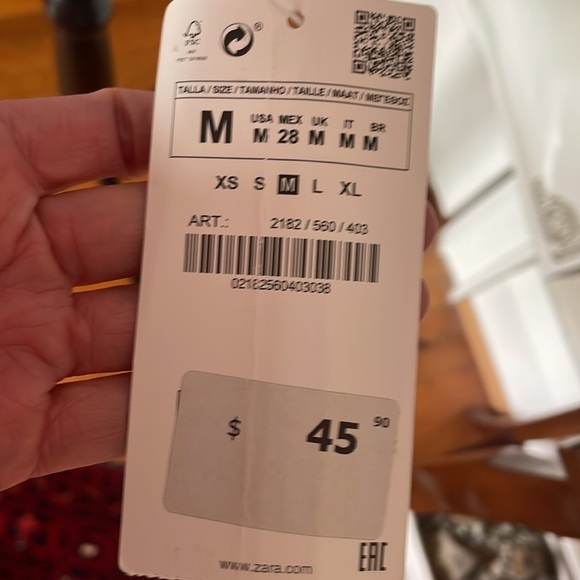 FSC
®
TALLA / SIZE / TAMANHO / TAILLE / MAAT /
M
USA MEX UK IT BR
M 28 M M M
XS S M L XL
ART.: 2182 / 560 / 403
02182560403038
$ 45 90
EAC
www.zara.com